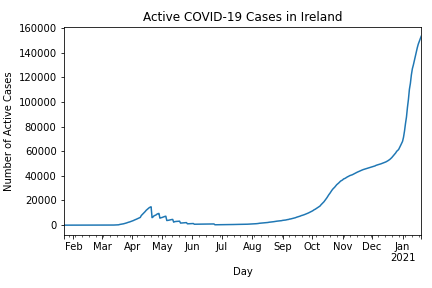 Active COVID-19 Cases in Ireland
160000
140000
120000
100000
80000
60000
40000
20000
0
Number of Active Cases
Feb Mar Apr May Jun Jul Aug Sep Oct Nov Dec Jan
2021
Day